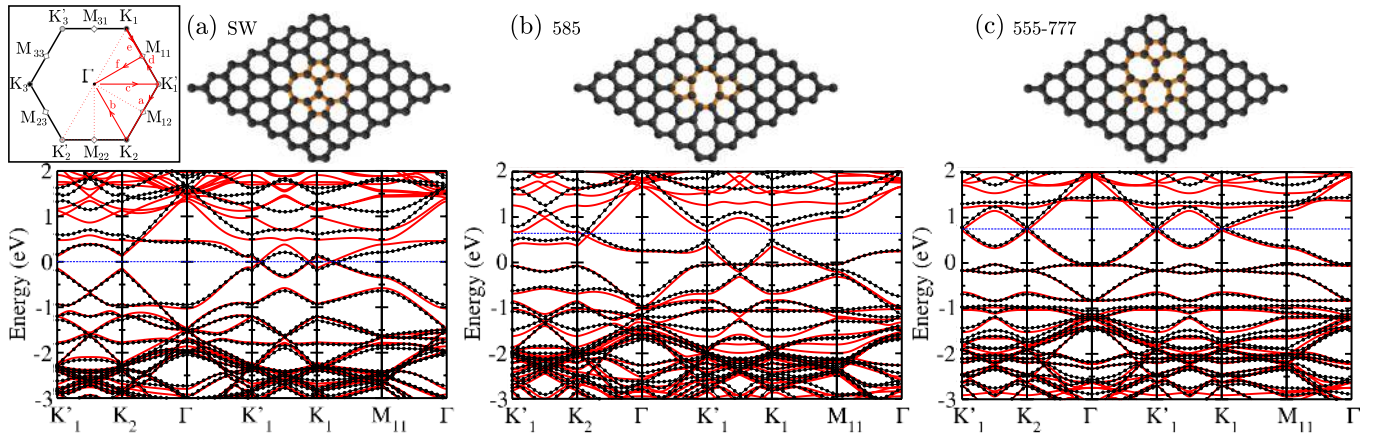 K'₃ M₃₁ K₁
M₃₃ e M₁₁
f d
Γ
K₃ c K'₁
a
b
M₂₃ M₁₂
K'₂ M₂₂ K₂
(a) SW
(b) 585
(c) 555-777
Energy (eV)
2
1
0
-1
-2
-3
K'₁ K₂ Γ K'₁ K₁ M₁₁ Γ
Energy (eV)
2
1
0
-1
-2
-3
K'₁ K₂ Γ K'₁ K₁ M₁₁ Γ
Energy (eV)
2
1
0
-1
-2
-3
K'₁ K₂ Γ K'₁ K₁ M₁₁ Γ